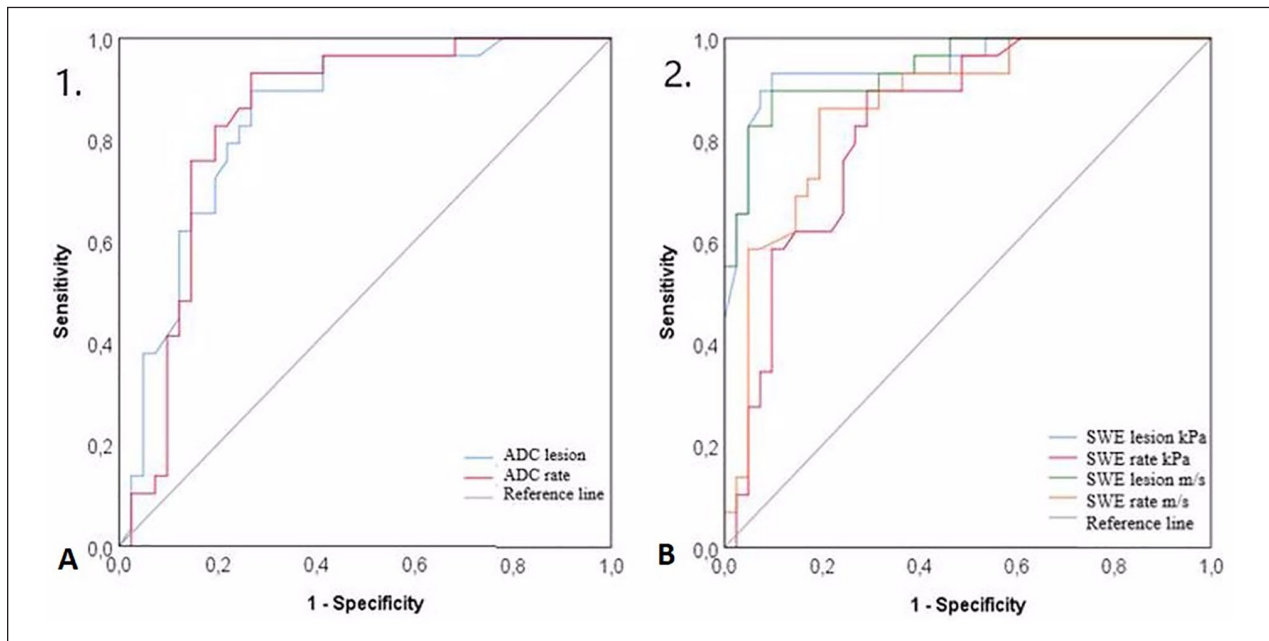 1.
Sensitivity
1,0
0,8
0,6
0,4
0,2
0,0
0,0 0,2 0,4 0,6 0,8 1,0
1 - Specificity
ADC lesion
ADC rate
Reference line
A
2.
Sensitivity
1,0
0,8
0,6
0,4
0,2
0,0
0,0 0,2 0,4 0,6 0,8 1,0
1 - Specificity
SWE lesion kPa
SWE rate kPa
SWE lesion m/s
SWE rate m/s
Reference line
B